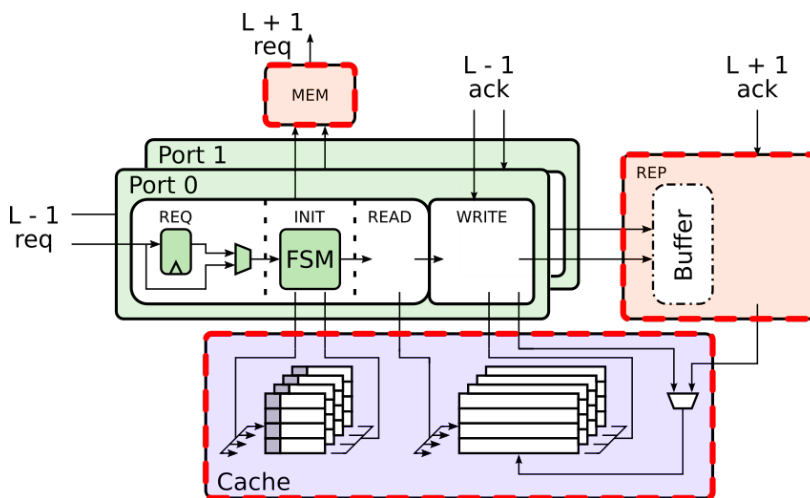 L + 1
req
MEM
L - 1
ack
L + 1
ack
Port 1
Port 0
REP
L - 1
req
REQ
INIT
READ
WRITE
FSM
Buffer
Cache